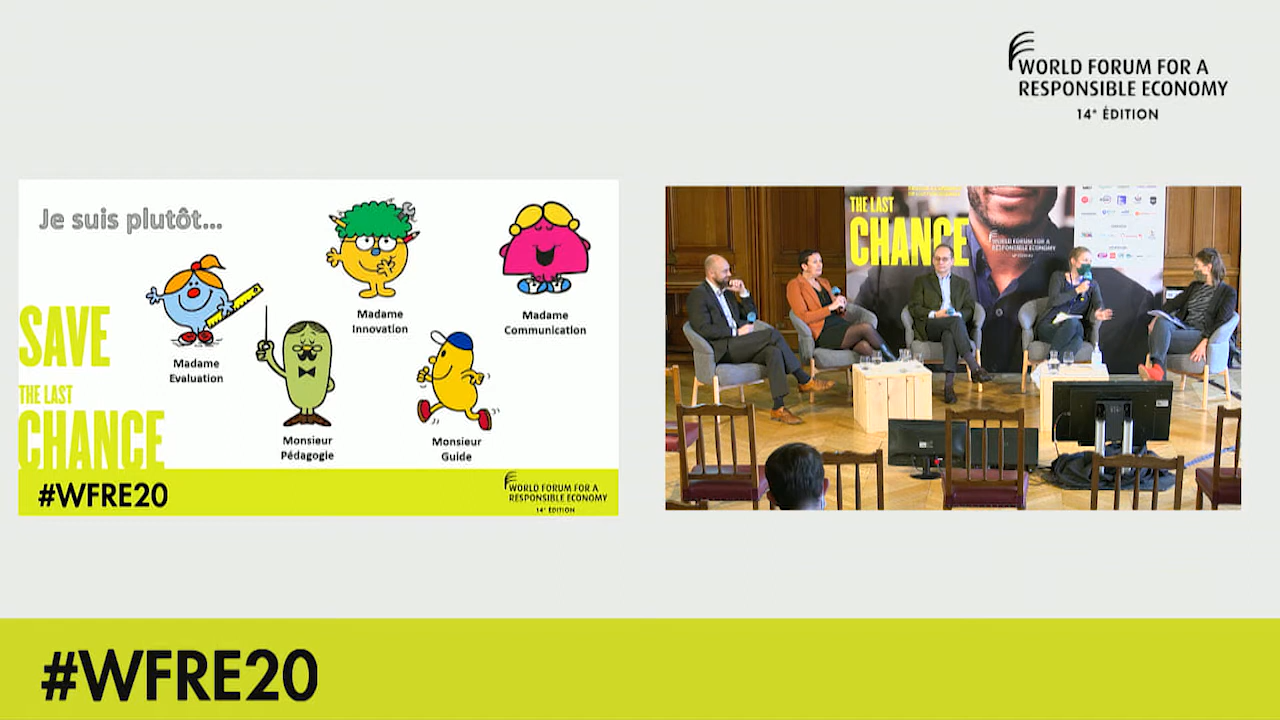 WORLD FORUM FOR A
RESPONSIBLE ECONOMY
14e ÉDITION
Je suis plutôt...
Madame
Innovation
Madame
Communication
Madame
Evaluation
Monsieur
Pédagogie
Monsieur
Guide
SAVE
THE LAST
CHANCE
#WFRE20
WORLD FORUM FOR A
RESPONSIBLE ECONOMY
14e ÉDITION
THE LAST
CHANCE
WORLD FORUM FOR A
RESPONSIBLE ECONOMY
#WFRE20